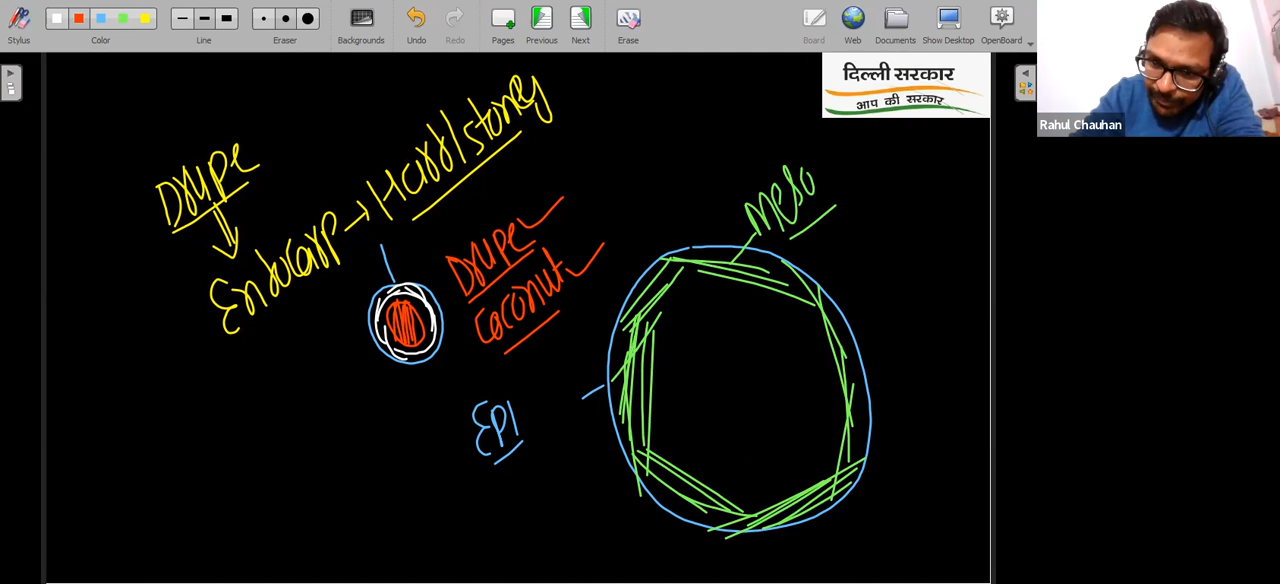 Stylus
Color
Line
Eraser
Backgrounds
Undo
Redo
Pages
Previous
Next
Erase
Board
Web
Documents
Show Desktop
OpenBoard
दिल्ली सरकार
आप की सरकार
Rahul Chauhan
Drupe
Endocarp → Hard/stoney
Drupe
Coconut
Meso
EPI